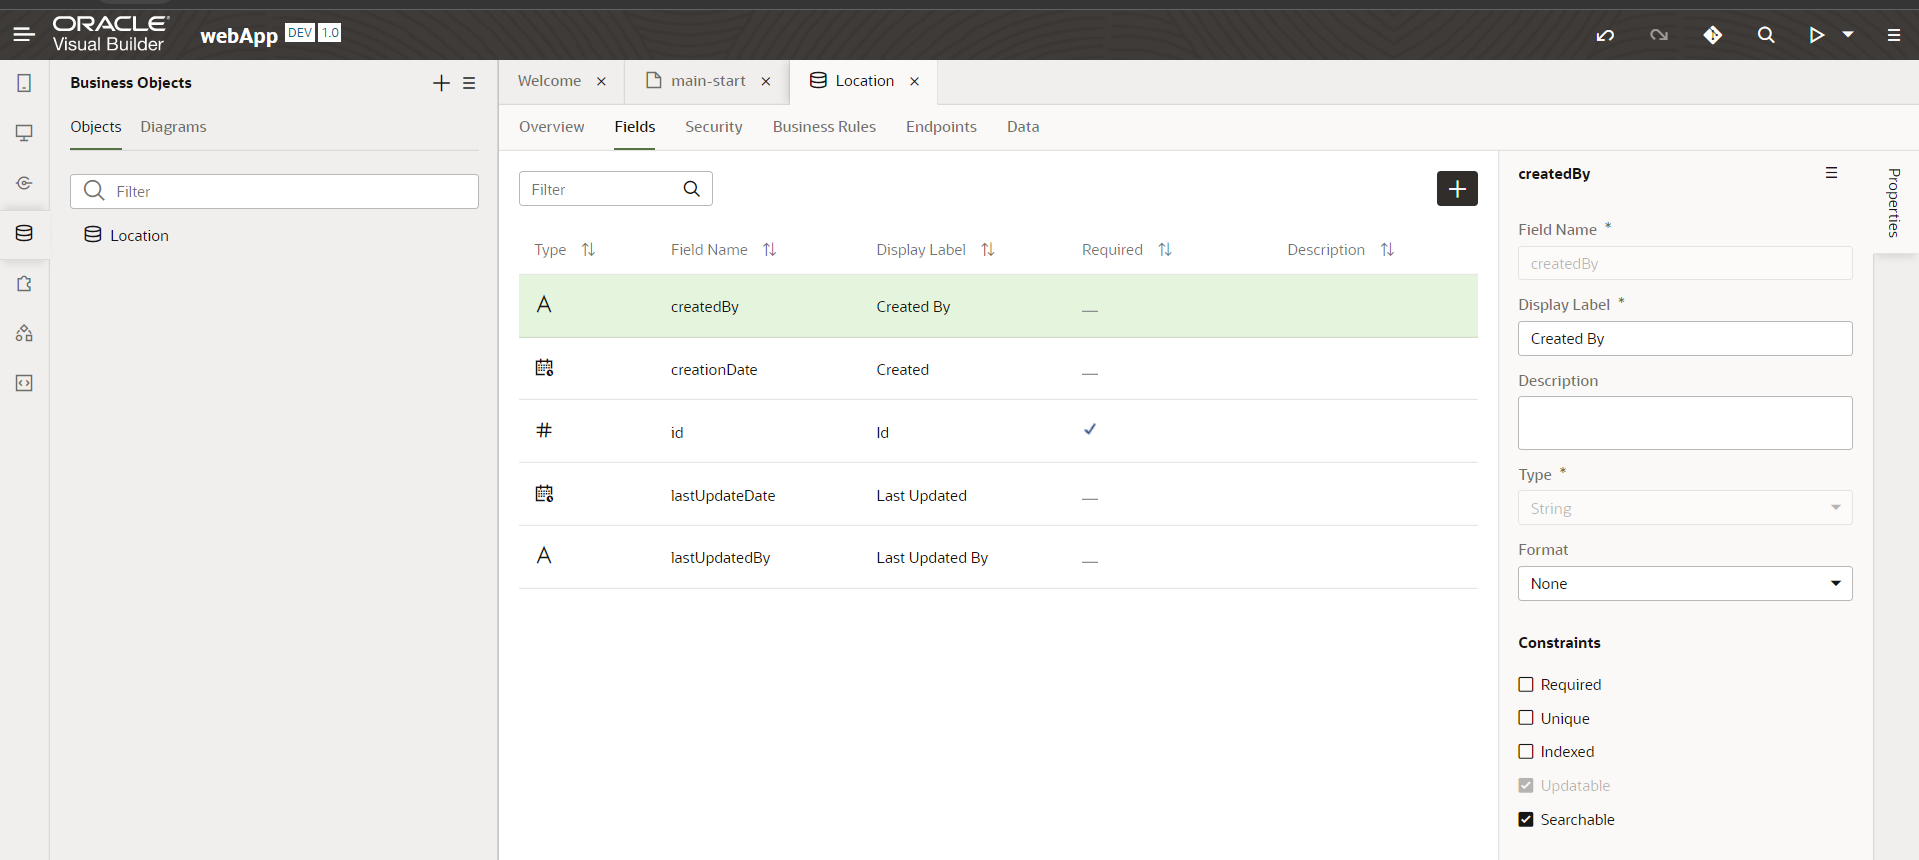 ORACLE
Visual Builder
webApp DEV 1.0
Business Objects
Objects Diagrams
Filter
Location
Welcome main-start Location
Overview Fields Security Business Rules Endpoints Data
Filter
Type Field Name Display Label Required Description
createdBy Created By
creationDate Created
id Id
lastUpdateDate Last Updated
lastUpdatedBy Last Updated By
createdBy
Field Name *
createdBy
Display Label *
Created By
Description
Type *
String
Format
None
Constraints
Required
Unique
Indexed
Updatable
Searchable
Properties